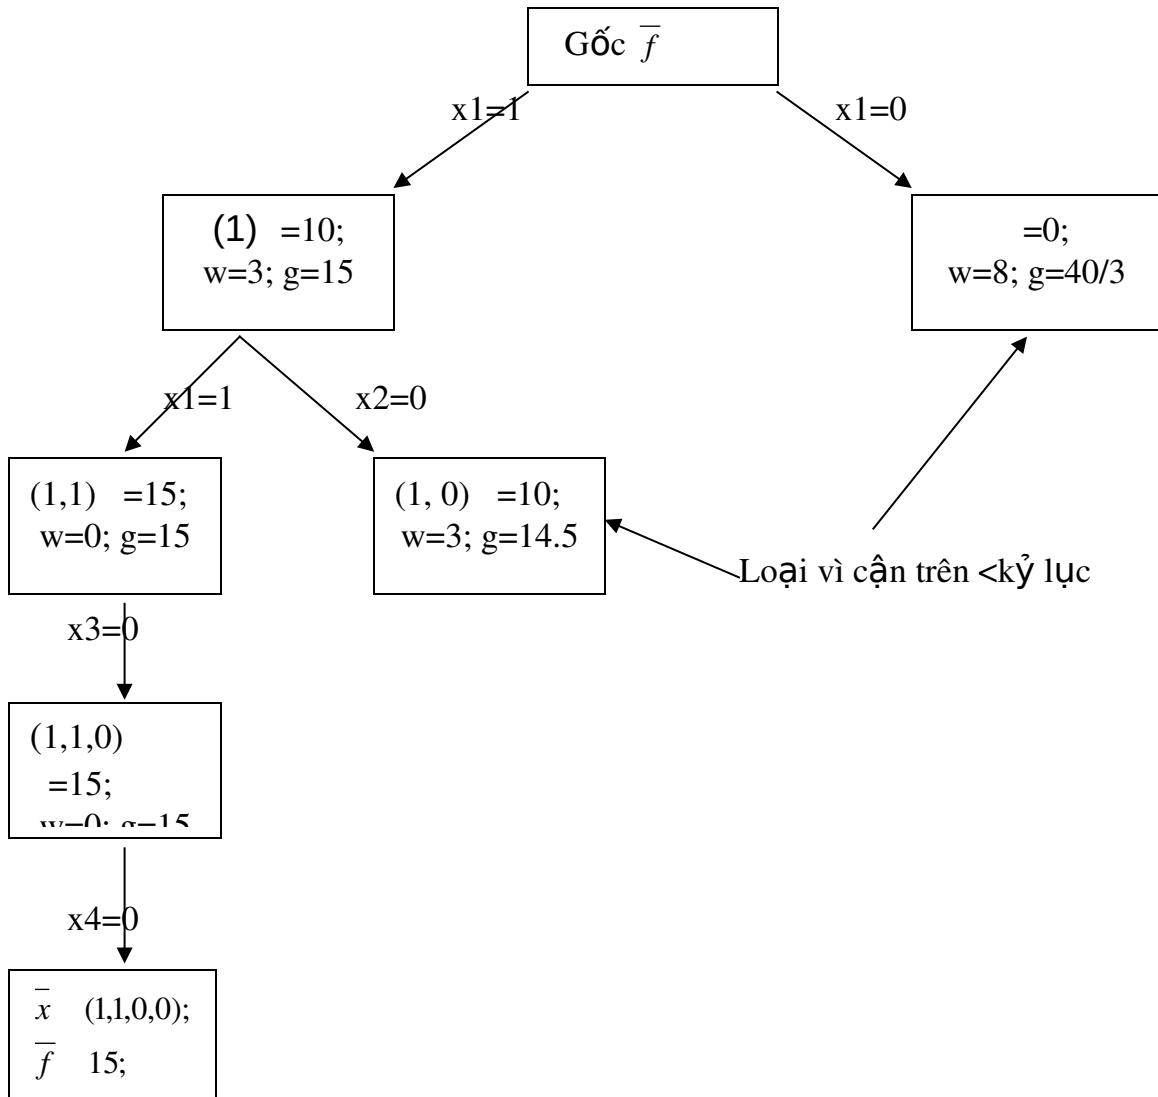 Gốc f
x1=1
x1=0
(1) =10;
w=3; g=15
=0;
w=8; g=40/3
x1=1
x2=0
(1,1) =15;
w=0; g=15
(1, 0) =10;
w=3; g=14.5
Loại vì cận trên <kỷ lục
x3=0
(1,1,0)
=15;
w=0; g=15
x4=0
x (1,1,0,0);
f 15;